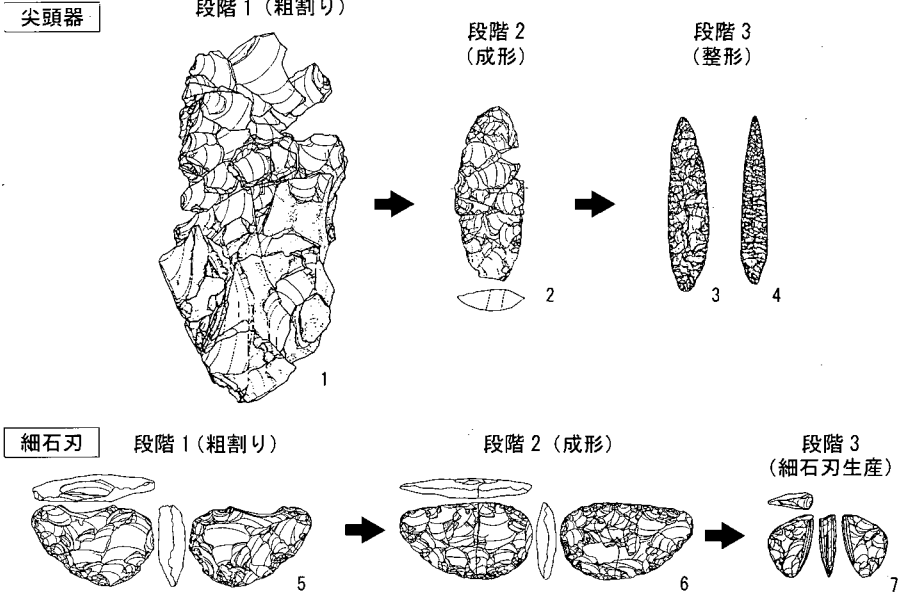 尖頭器
段階1(粗割り)
段階2
(成形)
段階3
(整形)
1
2
3
4
細石刃
段階1(粗割り)
段階2(成形)
段階3
(細石刃生産)
5
6
7